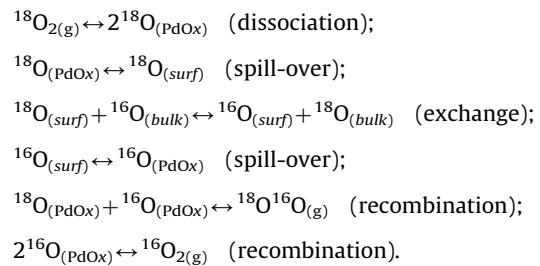 ¹⁸O₂₍g₎↔2¹⁸O₍PdOx₎ (dissociation);
¹⁸O₍PdOx₎↔¹⁸O₍surf₎ (spill-over);
¹⁸O₍surf₎+¹⁶O₍bulk₎↔¹⁶O₍surf₎+¹⁸O₍bulk₎ (exchange);
¹⁶O₍surf₎↔¹⁶O₍PdOx₎ (spill-over);
¹⁸O₍PdOx₎+¹⁶O₍PdOx₎↔¹⁸O¹⁶O₍g₎ (recombination);
2¹⁶O₍PdOx₎↔¹⁶O₂₍g₎ (recombination).